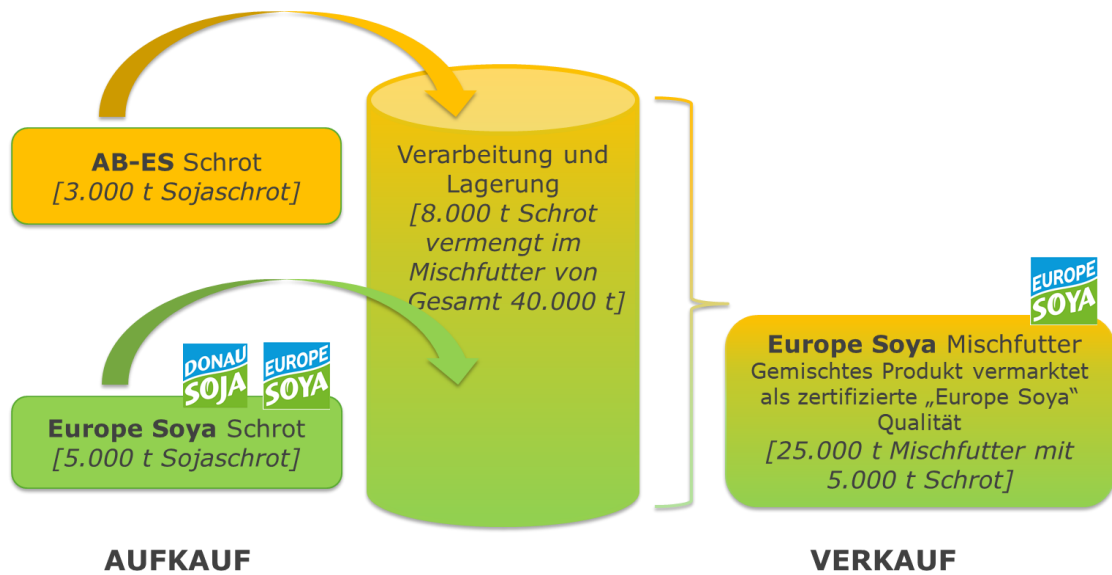 AB-ES Schrot
[3.000 t Sojaschrot]
Verarbeitung und
Lagerung
[8.000 t Schrot
vermengt im
Mischfutter von
Gesamt 40.000 t]
DONAU
SOJA
EUROPE
SOYA
Europe Soya Schrot
[5.000 t Sojaschrot]
EUROPE
SOYA
Europe Soya Mischfutter
Gemischtes Produkt vermarktet
als zertifizierte „Europe Soya“
Qualität
[25.000 t Mischfutter mit
5.000 t Schrot]
AUFKAUF
VERKAUF